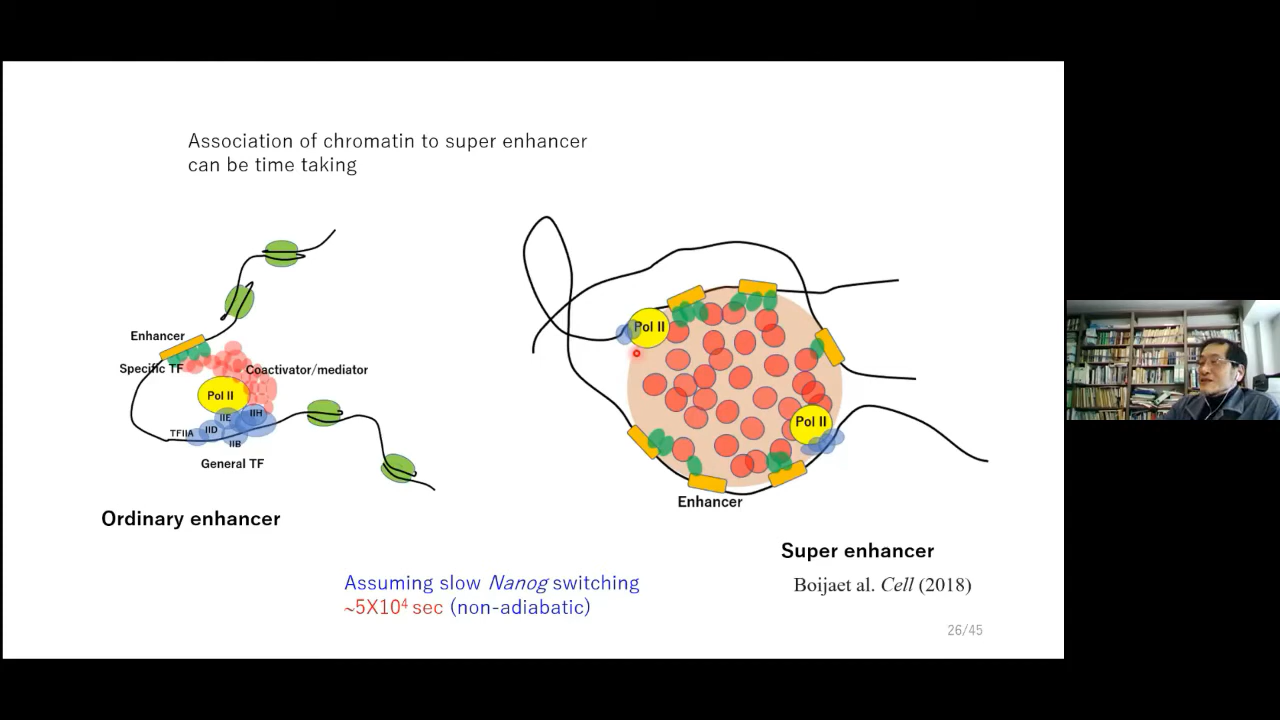 Association of chromatin to super enhancer
can be time taking
Enhancer
Specific TF
Coactivator/mediator
Pol II
IIE
IIH
TFIIA
IID
IIB
General TF
Ordinary enhancer
Pol II
Pol II
Enhancer
Super enhancer
Boijaet al. Cell (2018)
Assuming slow Nanog switching
~5X10⁴ sec (non-adiabatic)
26/45